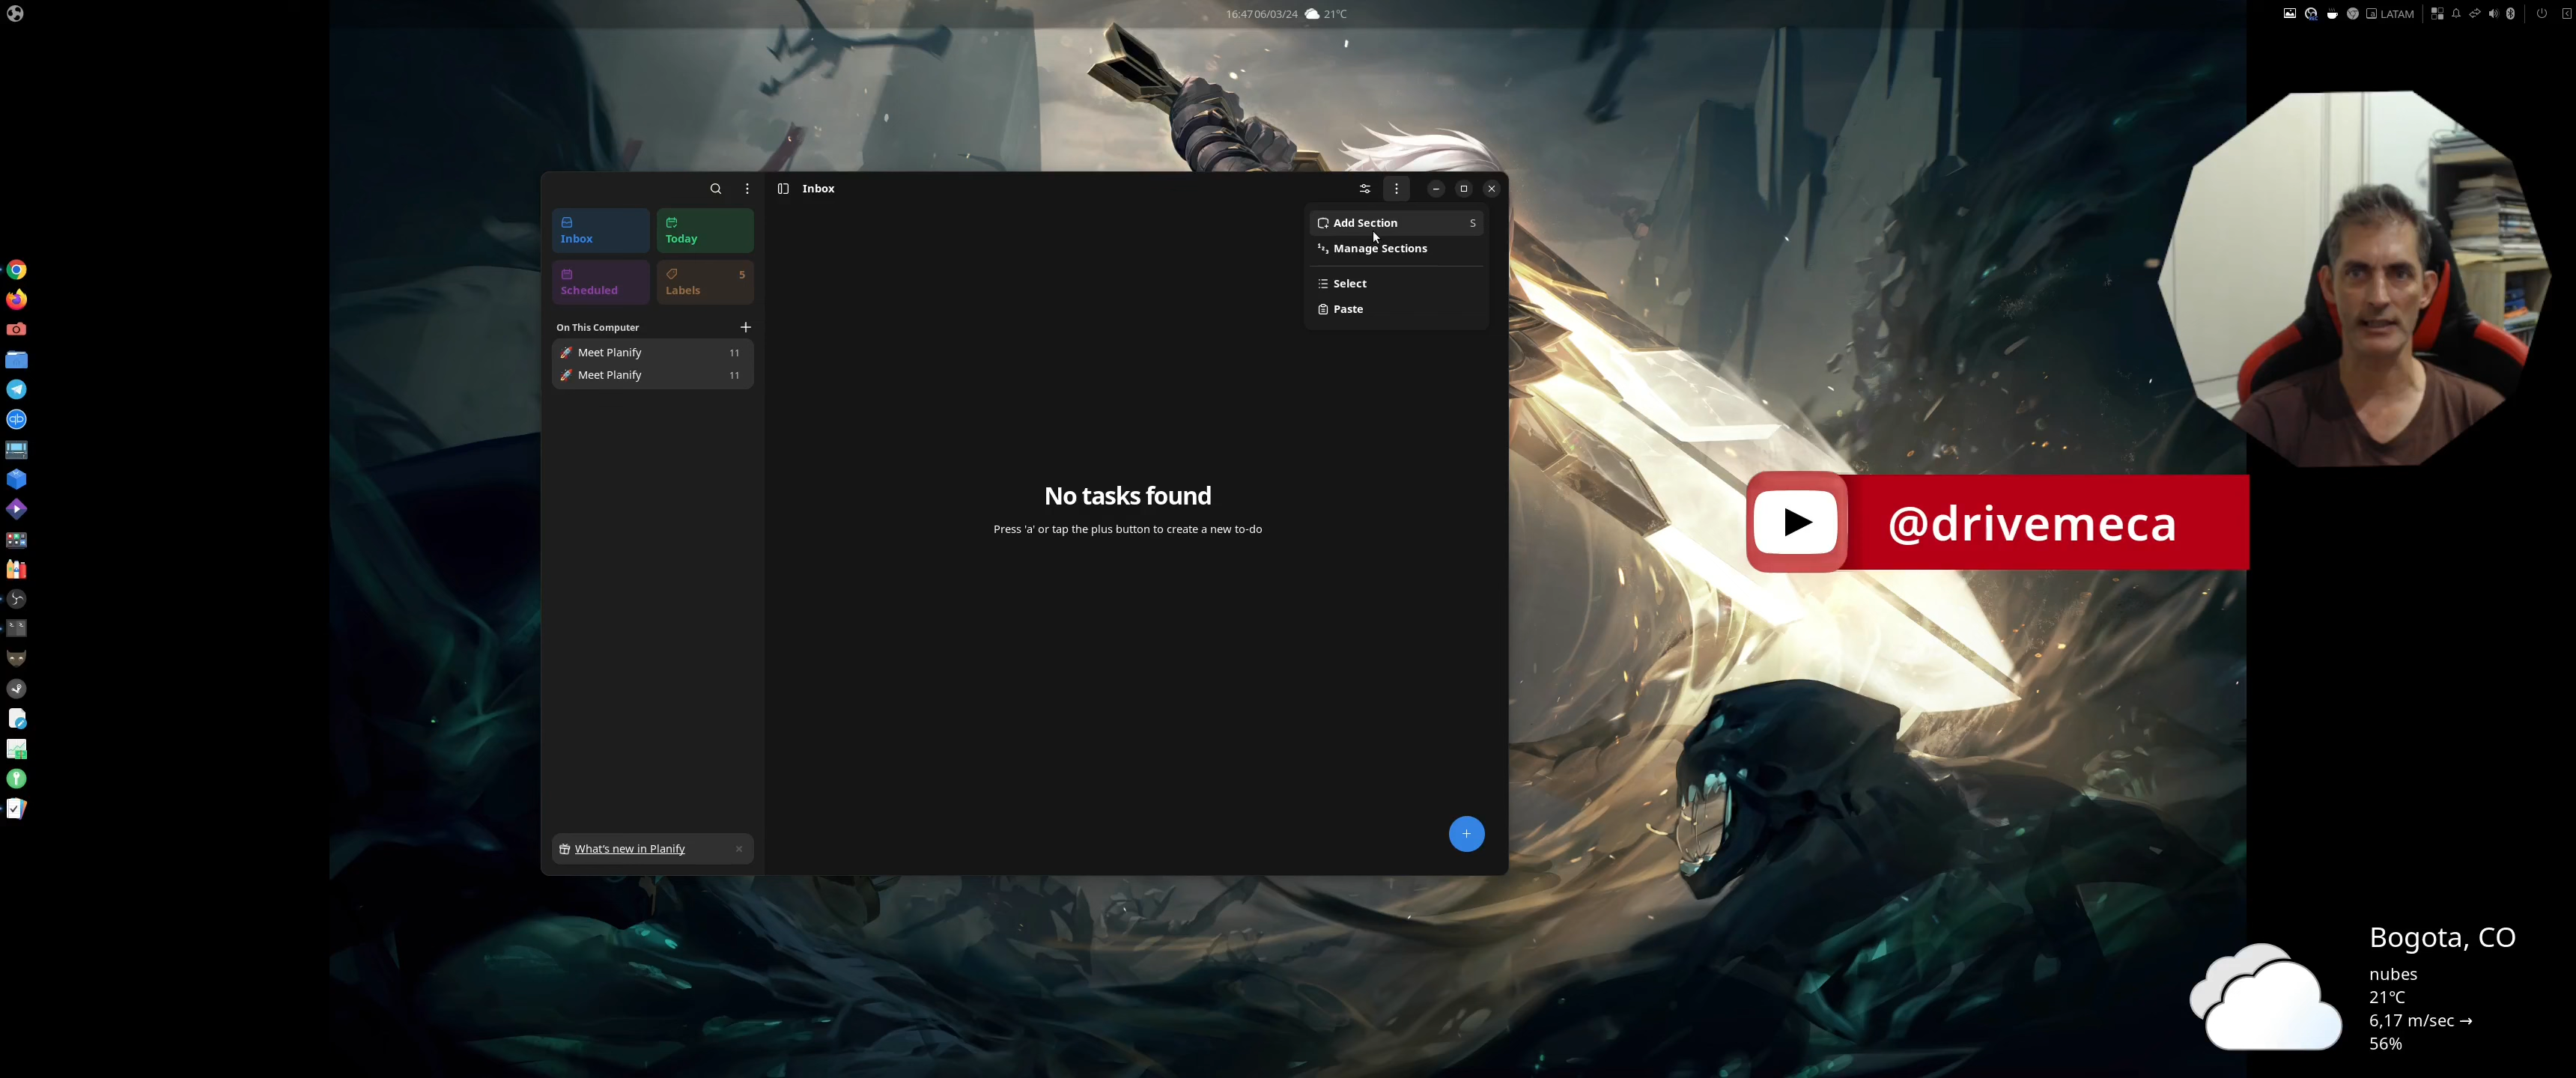 16:47 06/03/24 21°C
LATAM
Inbox
Inbox
Today
Scheduled
Labels 5
On This Computer
Meet Planify 11
Meet Planify 11
What's new in Planify
Add Section S
Manage Sections
Select
Paste
No tasks found
Press 'a' or tap the plus button to create a new to-do
@drivemeca
Bogota, CO
nubes
21°C
6,17 m/sec →
56%